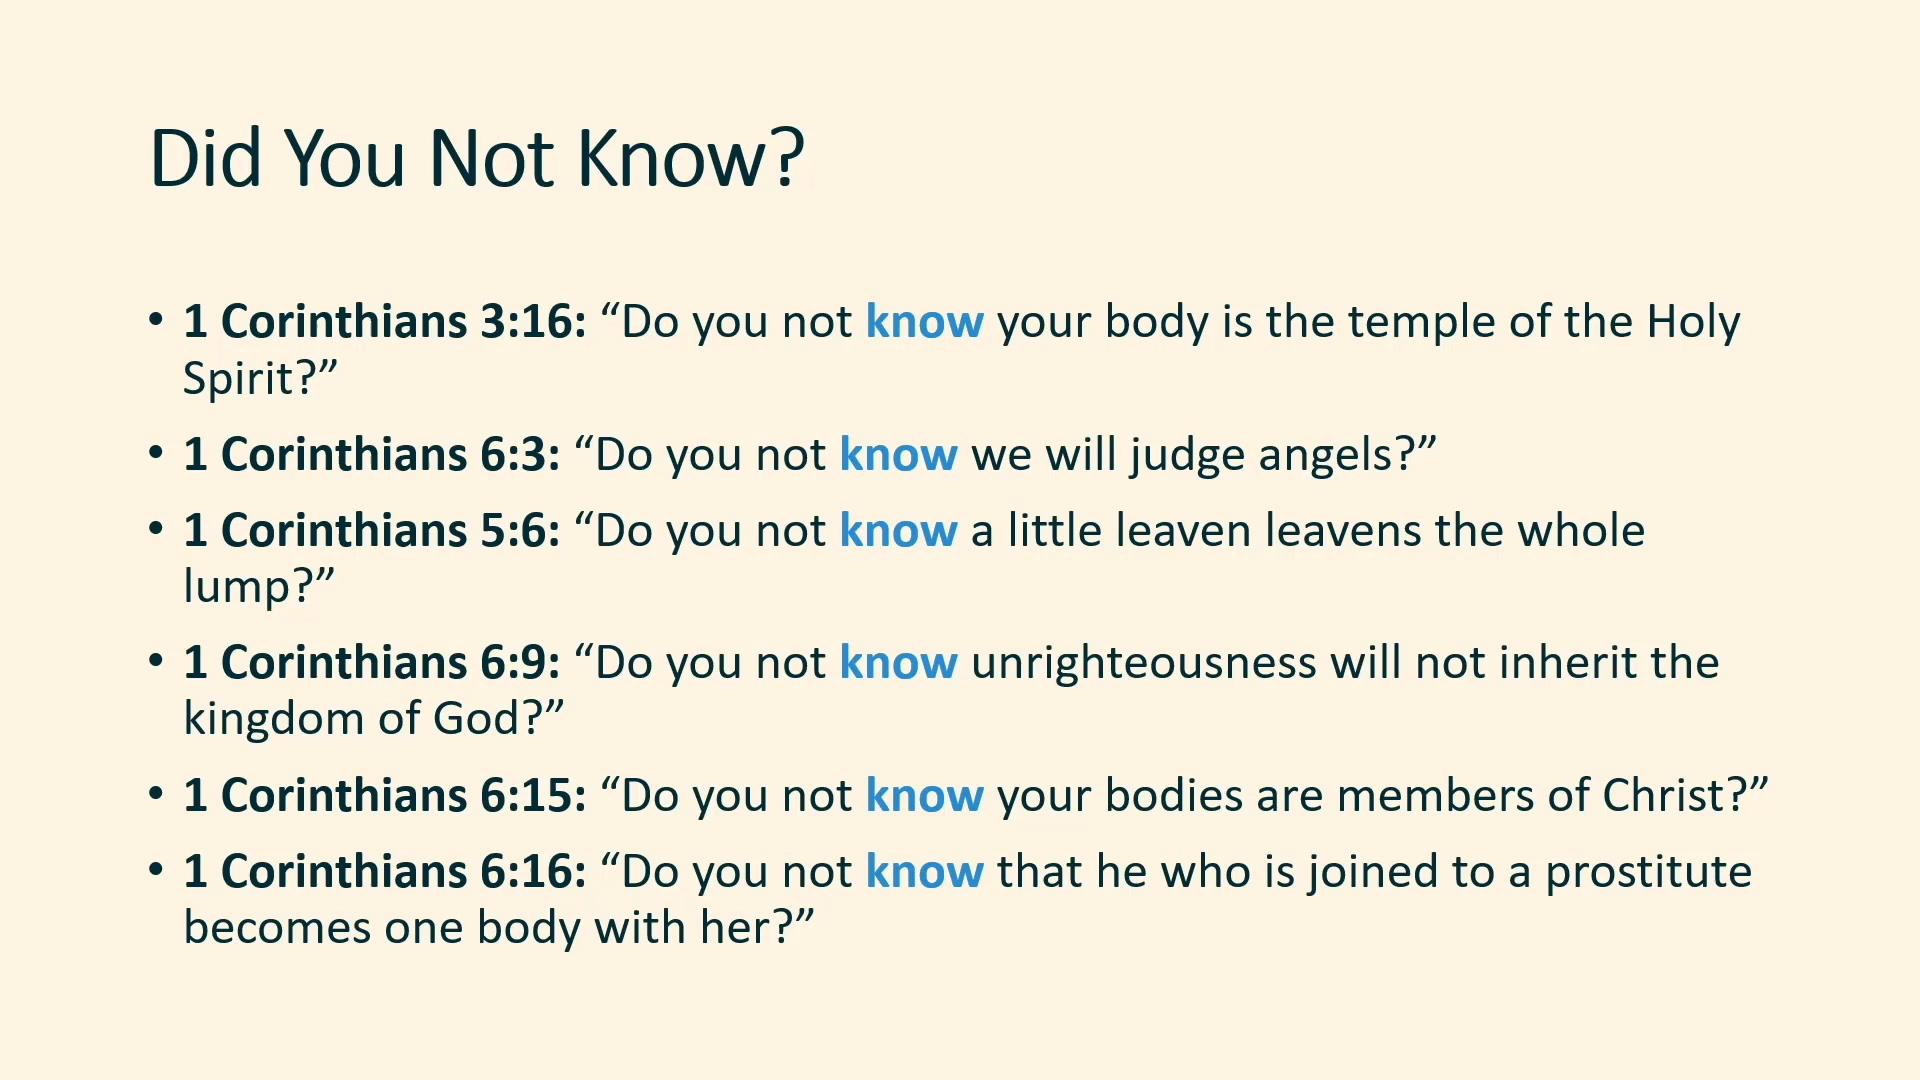 Did You Not Know?
• 1 Corinthians 3:16: “Do you not know your body is the temple of the Holy
Spirit?”
• 1 Corinthians 6:3: “Do you not know we will judge angels?”
• 1 Corinthians 5:6: “Do you not know a little leaven leavens the whole
lump?”
• 1 Corinthians 6:9: “Do you not know unrighteousness will not inherit the
kingdom of God?”
• 1 Corinthians 6:15: “Do you not know your bodies are members of Christ?”
• 1 Corinthians 6:16: “Do you not know that he who is joined to a prostitute
becomes one body with her?”